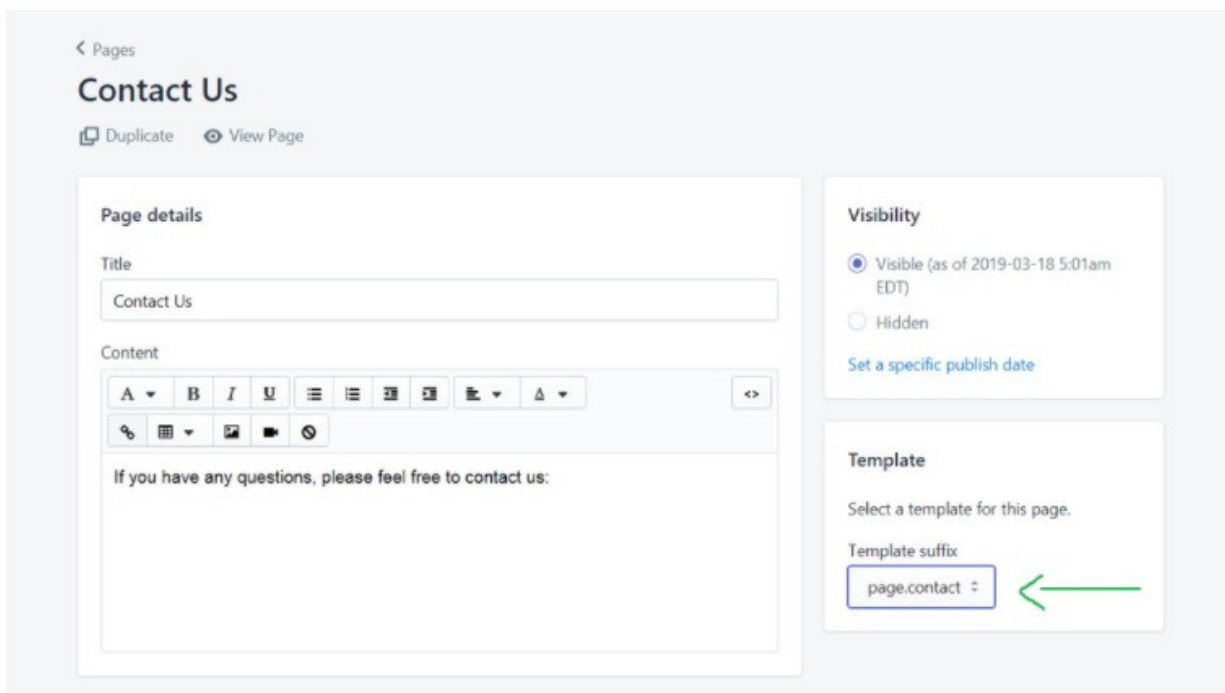 Pages
Contact Us
Duplicate View Page
Page details
Title
Contact Us
Content
A B I U A <>
If you have any questions, please feel free to contact us:
Visibility
Visible (as of 2019-03-18 5:01am
EDT)
Hidden
Set a specific publish date
Template
Select a template for this page.
Template suffix
page.contact